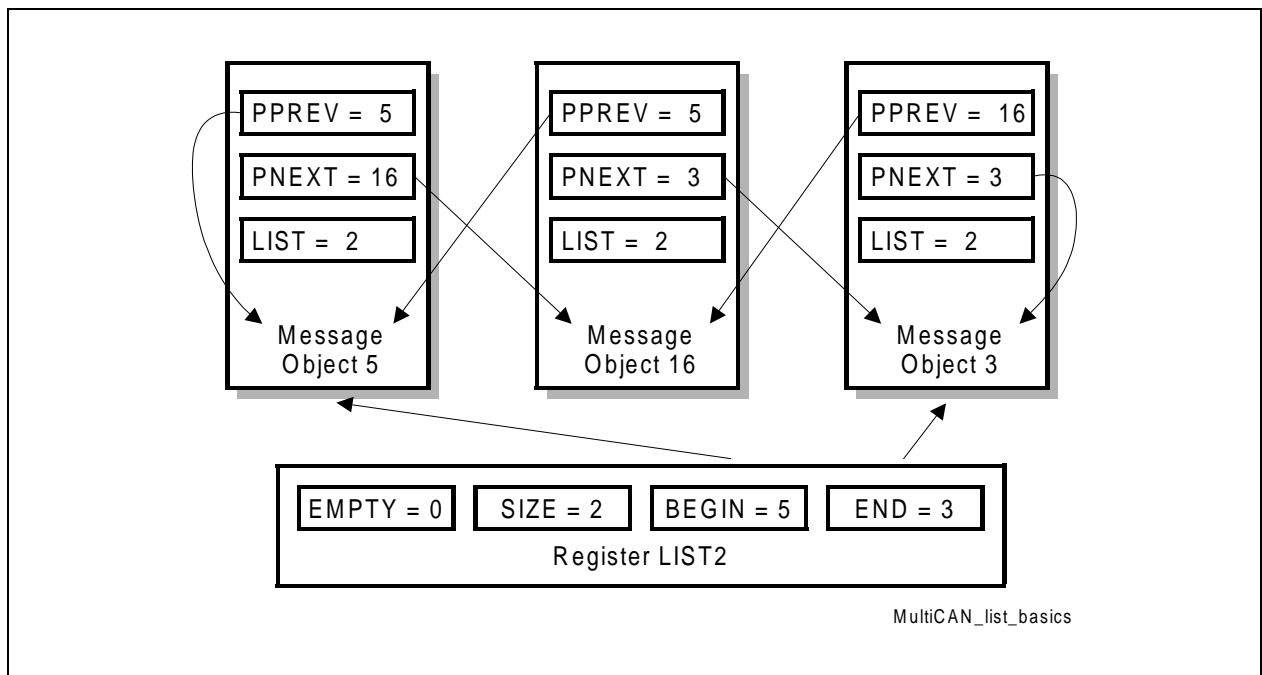 PPREV = 5
PNEXT = 16
LIST = 2
Message
Object 5
PPREV = 5
PNEXT = 3
LIST = 2
Message
Object 16
PPREV = 16
PNEXT = 3
LIST = 2
Message
Object 3
EMPTY = 0
SIZE = 2
BEGIN = 5
END = 3
Register LIST2
MultiCAN_list_basics